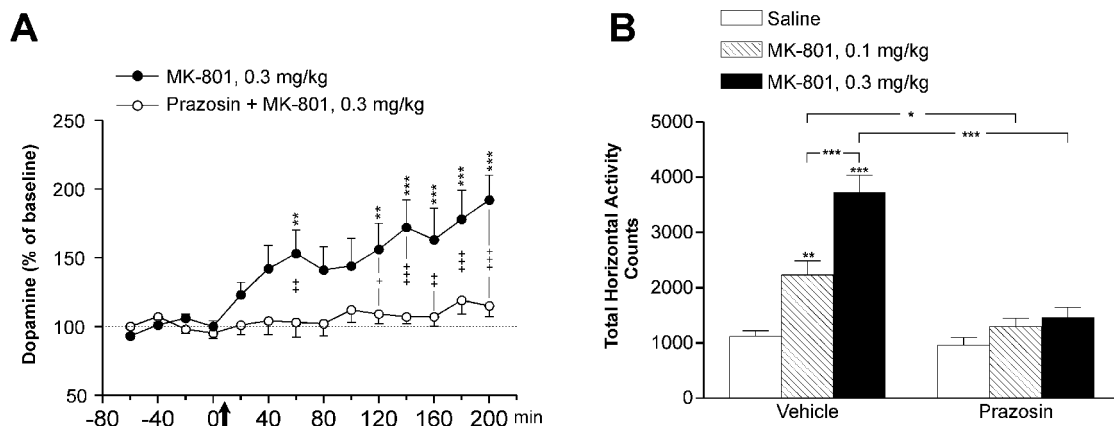 A
MK-801, 0.3 mg/kg
Prazosin + MK-801, 0.3 mg/kg
Dopamine (% of baseline)
250
200
150
100
50
** ** *** *** *** ***
‡ + ‡‡ ‡ ‡‡ +++
-80 -40 0 40 80 120 160 200 min
B
Saline
MK-801, 0.1 mg/kg
MK-801, 0.3 mg/kg
Total Horizontal Activity
Counts
5000
4000
3000
2000
1000
0
*
***
***
***
**
Vehicle Prazosin